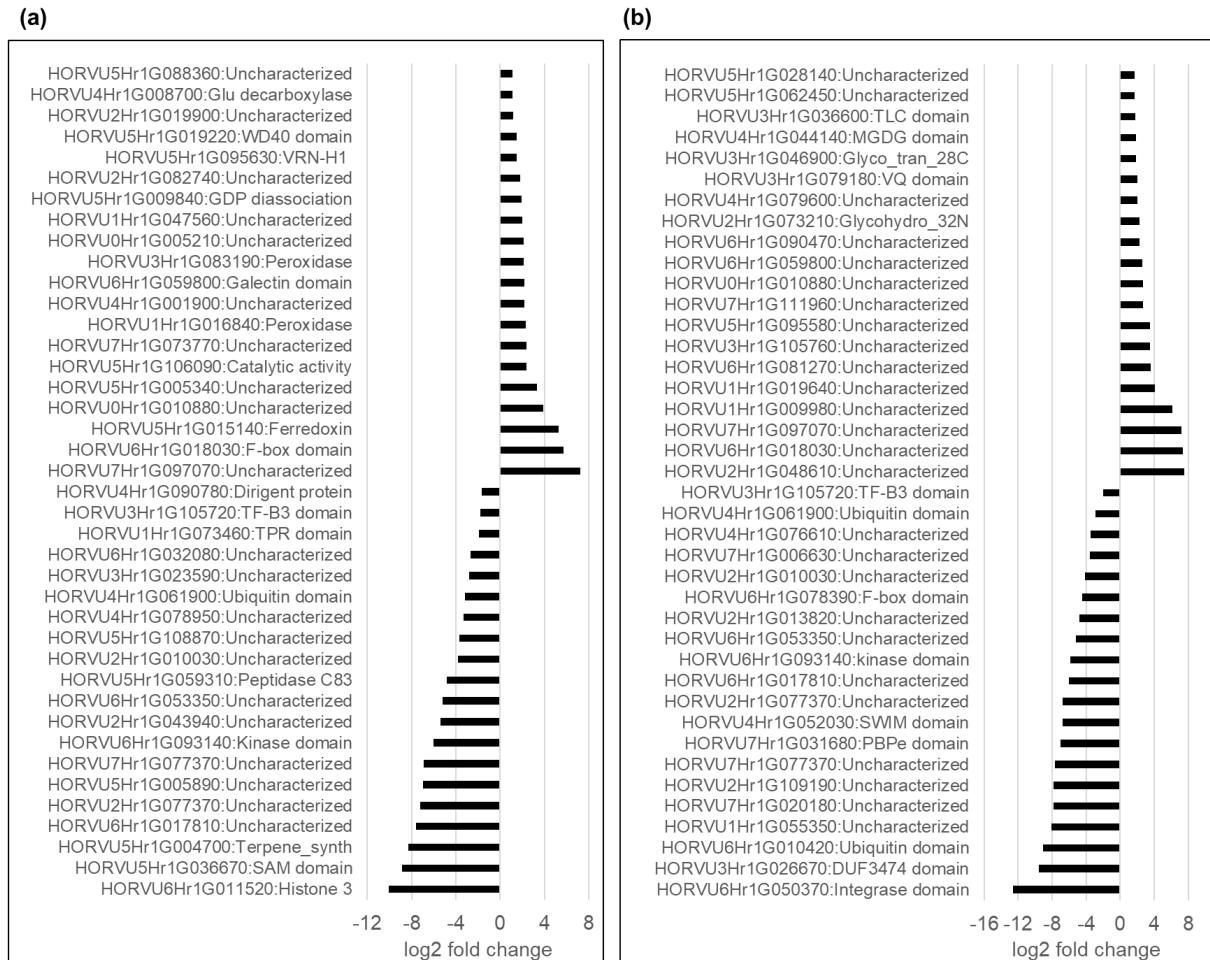 (a)
HORVU5Hr1G088360:Uncharacterized
HORVU4Hr1G008700:Glu decarboxylase
HORVU2Hr1G019900:Uncharacterized
HORVU5Hr1G019220:WD40 domain
HORVU5Hr1G095630:VRN-H1
HORVU2Hr1G082740:Uncharacterized
HORVU5Hr1G009840:GDP diassociation
HORVU1Hr1G047560:Uncharacterized
HORVU0Hr1G005210:Uncharacterized
HORVU3Hr1G083190:Peroxidase
HORVU6Hr1G059800:Galectin domain
HORVU4Hr1G001900:Uncharacterized
HORVU1Hr1G016840:Peroxidase
HORVU7Hr1G073770:Uncharacterized
HORVU5Hr1G106090:Catalytic activity
HORVU5Hr1G005340:Uncharacterized
HORVU0Hr1G010880:Uncharacterized
HORVU5Hr1G015140:Ferredoxin
HORVU6Hr1G018030:F-box domain
HORVU7Hr1G097070:Uncharacterized
HORVU4Hr1G090780:Dirigent protein
HORVU3Hr1G105720:TF-B3 domain
HORVU1Hr1G073460:TPR domain
HORVU6Hr1G032080:Uncharacterized
HORVU3Hr1G023590:Uncharacterized
HORVU4Hr1G061900:Ubiquitin domain
HORVU4Hr1G078950:Uncharacterized
HORVU5Hr1G108870:Uncharacterized
HORVU2Hr1G010030:Uncharacterized
HORVU5Hr1G059310:Peptidase C83
HORVU6Hr1G053350:Uncharacterized
HORVU2Hr1G043940:Uncharacterized
HORVU6Hr1G093140:Kinase domain
HORVU7Hr1G077370:Uncharacterized
HORVU5Hr1G005890:Uncharacterized
HORVU2Hr1G077370:Uncharacterized
HORVU6Hr1G017810:Uncharacterized
HORVU5Hr1G004700:Terpene_synth
HORVU5Hr1G036670:SAM domain
HORVU6Hr1G011520:Histone 3
-12 -8 -4 0 4 8
log2 fold change
(b)
HORVU5Hr1G028140:Uncharacterized
HORVU5Hr1G062450:Uncharacterized
HORVU3Hr1G036600:TLC domain
HORVU4Hr1G044140:MGDG domain
HORVU3Hr1G046900:Glyco_tran_28C
HORVU3Hr1G079180:VQ domain
HORVU4Hr1G079600:Uncharacterized
HORVU2Hr1G073210:Glycohydro_32N
HORVU6Hr1G090470:Uncharacterized
HORVU6Hr1G059800:Uncharacterized
HORVU0Hr1G010880:Uncharacterized
HORVU7Hr1G111960:Uncharacterized
HORVU5Hr1G095580:Uncharacterized
HORVU3Hr1G105760:Uncharacterized
HORVU6Hr1G081270:Uncharacterized
HORVU1Hr1G019640:Uncharacterized
HORVU1Hr1G009980:Uncharacterized
HORVU7Hr1G097070:Uncharacterized
HORVU6Hr1G018030:Uncharacterized
HORVU2Hr1G048610:Uncharacterized
HORVU3Hr1G105720:TF-B3 domain
HORVU4Hr1G061900:Ubiquitin domain
HORVU4Hr1G076610:Uncharacterized
HORVU7Hr1G006630:Uncharacterized
HORVU2Hr1G010030:Uncharacterized
HORVU6Hr1G078390:F-box domain
HORVU2Hr1G013820:Uncharacterized
HORVU6Hr1G053350:Uncharacterized
HORVU6Hr1G093140:kinase domain
HORVU6Hr1G017810:Uncharacterized
HORVU2Hr1G077370:Uncharacterized
HORVU4Hr1G052030:SWIM domain
HORVU7Hr1G031680:PBPe domain
HORVU7Hr1G077370:Uncharacterized
HORVU2Hr1G109190:Uncharacterized
HORVU7Hr1G020180:Uncharacterized
HORVU1Hr1G055350:Uncharacterized
HORVU6Hr1G010420:Ubiquitin domain
HORVU3Hr1G026670:DUF3474 domain
HORVU6Hr1G050370:Integrase domain
-16 -12 -8 -4 0 4 8
log2 fold change